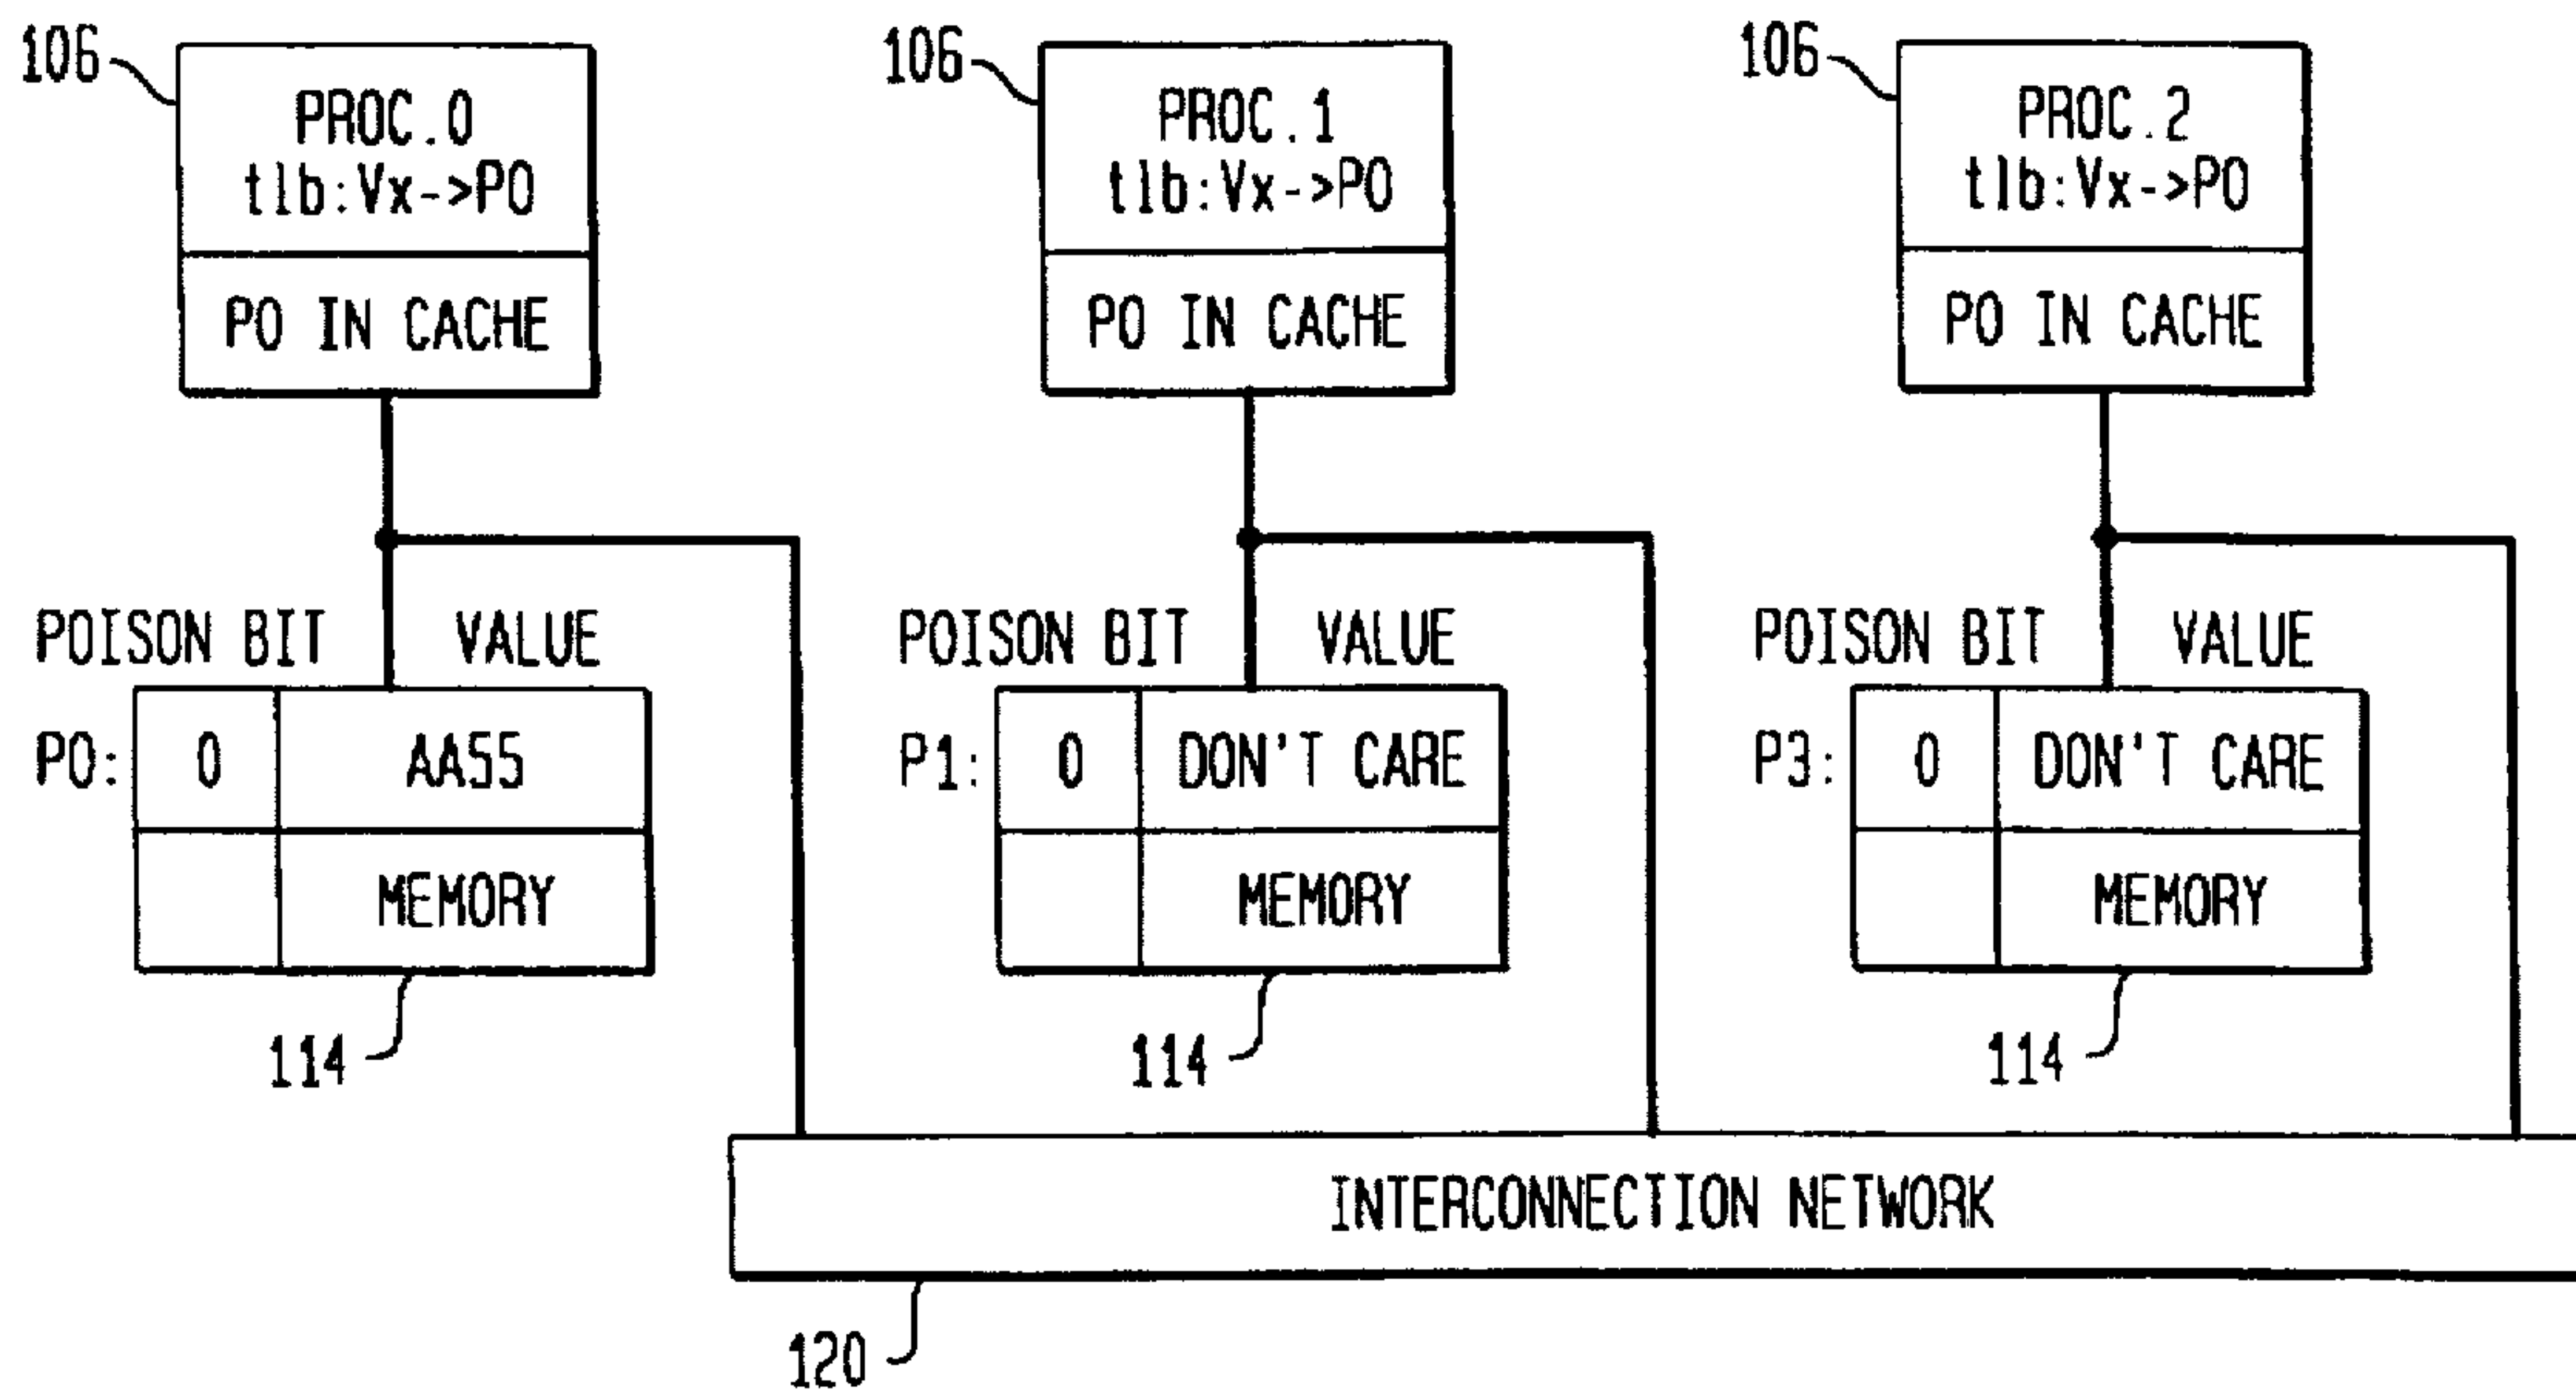 106
PROC.0
tlb:Vx->P0
P0 IN CACHE
106
PROC.1
tlb:Vx->P0
P0 IN CACHE
106
PROC.2
tlb:Vx->P0
P0 IN CACHE
POISON BIT VALUE
P0: 0 AA55
MEMORY
114
POISON BIT VALUE
P1: 0 DON'T CARE
MEMORY
114
POISON BIT VALUE
P3: 0 DON'T CARE
MEMORY
114
INTERCONNECTION NETWORK
120